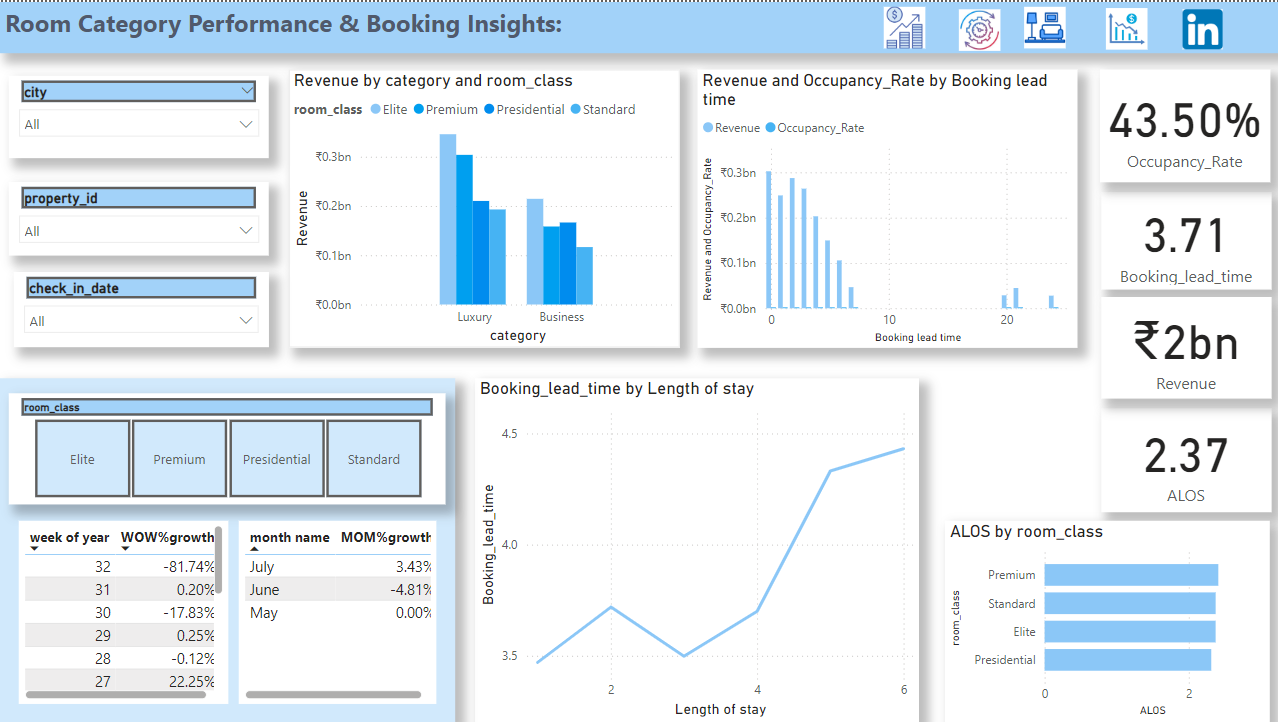 Room Category Performance & Booking Insights:
$
$
in
city
All
property_id
All
check_in_date
All
Revenue by category and room_class
room_class Elite Premium Presidential Standard
Revenue
₹0.3bn
₹0.2bn
₹0.1bn
₹0.0bn
Luxury Business
category
Revenue and Occupancy_Rate by Booking lead
time
Revenue Occupancy_Rate
Revenue and Occupancy_Rate
₹0.3bn
₹0.2bn
₹0.1bn
₹0.0bn
0 10 20
Booking lead time
43.50%
Occupancy_Rate
3.71
Booking_lead_time
₹2bn
Revenue
2.37
ALOS
room_class
Elite Premium Presidential Standard
week of year WOW%growth
32 -81.74%
31 0.20%
30 -17.83%
29 0.25%
28 -0.12%
27 22.25%
month name MOM%growth
July 3.43%
June -4.81%
May 0.00%
Booking_lead_time by Length of stay
Booking_lead_time
4.5
4.0
3.5
2 4 6
Length of stay
ALOS by room_class
room_class
Premium
Standard
Elite
Presidential
0 2
ALOS